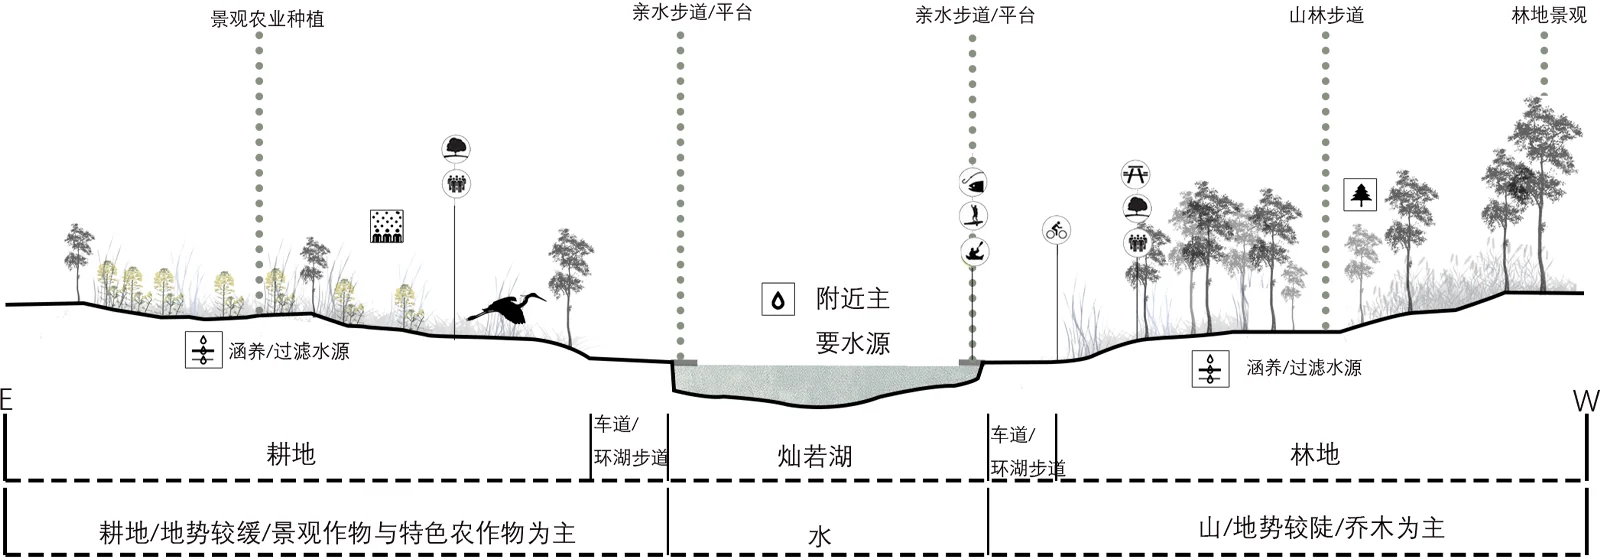 景观农业种植
亲水步道/平台
亲水步道/平台
山林步道
林地景观
附近主
要水源
涵养/过滤水源
涵养/过滤水源
E
W
耕地
车道/
环湖步道
灿若湖
车道/
环湖步道
林地
耕地/地势较缓/景观作物与特色农作物为主
水
山/地势较陡/乔木为主